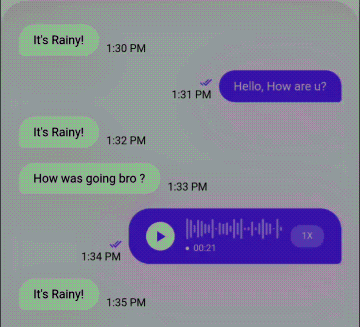 It's Rainy!
1:30 PM
Hello, How are u?
1:31 PM
It's Rainy!
1:32 PM
How was going bro ?
1:33 PM
1X
00:21
1:34 PM
It's Rainy!
1:35 PM